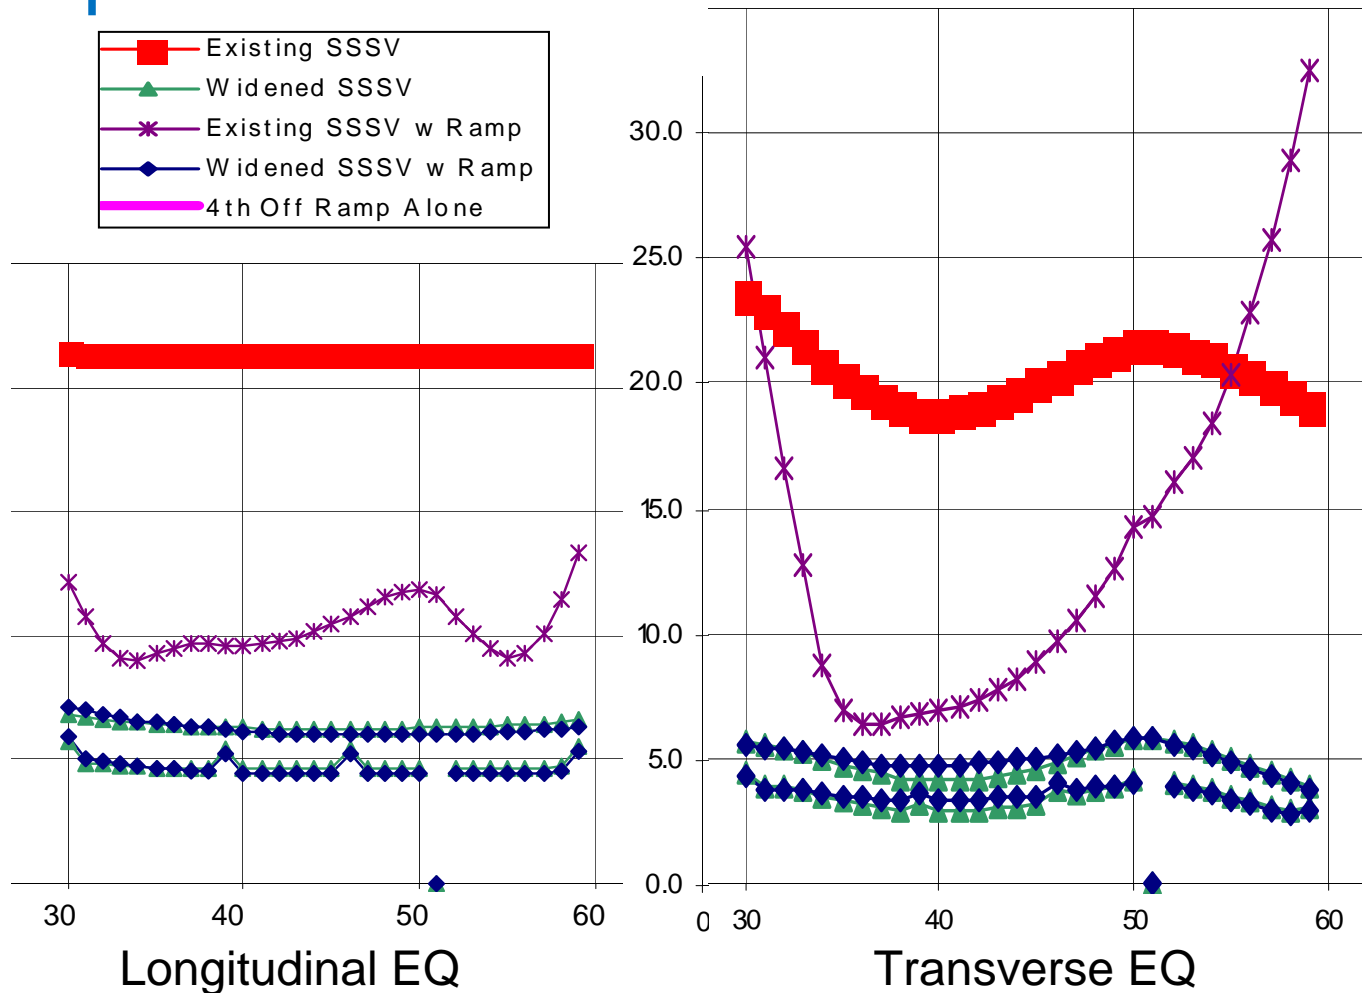 Existing SSSV
Widened SSSV
Existing SSSV w Ramp
Widened SSSV w Ramp
4th Off Ramp Alone
30.0
25.0
20.0
15.0
10.0
5.0
0.0
30 40 50 60
0 30 40 50 60
Longitudinal EQ
Transverse EQ